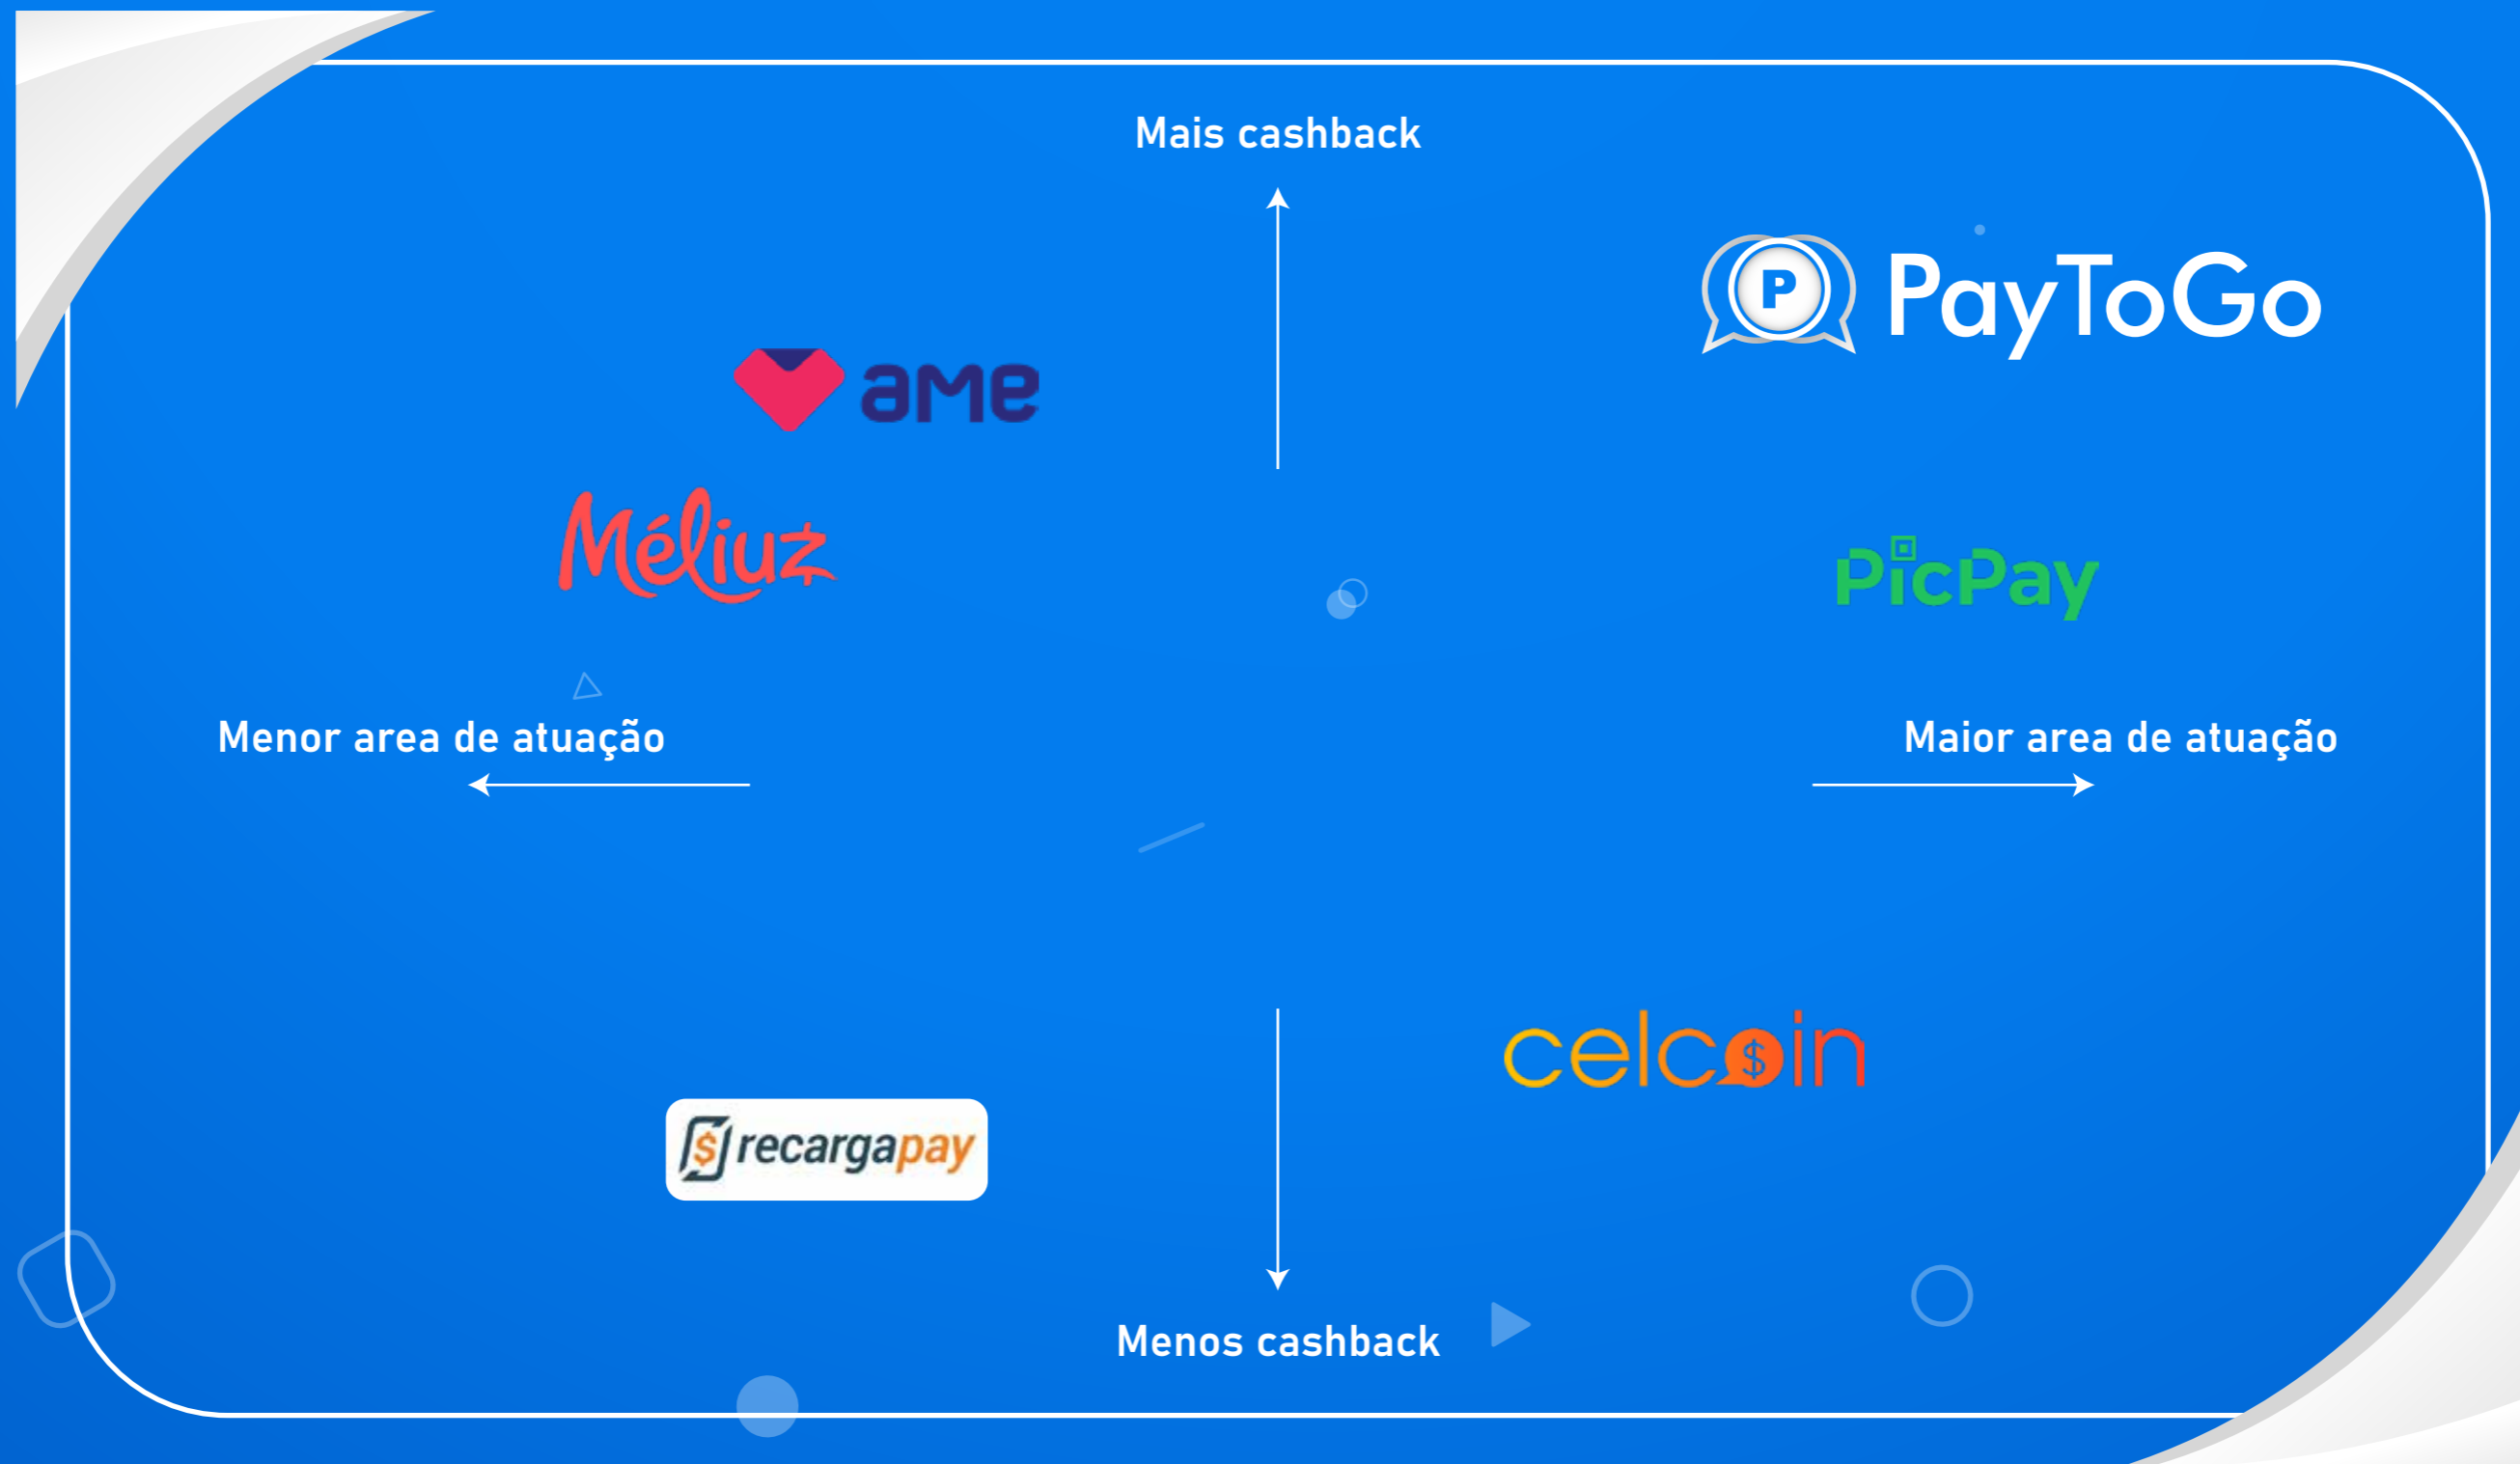 Mais cashback
P PayToGo
ame
Méliuz
PicPay
Menor area de atuação
Maior area de atuação
celcoin
$ recargapay
Menos cashback